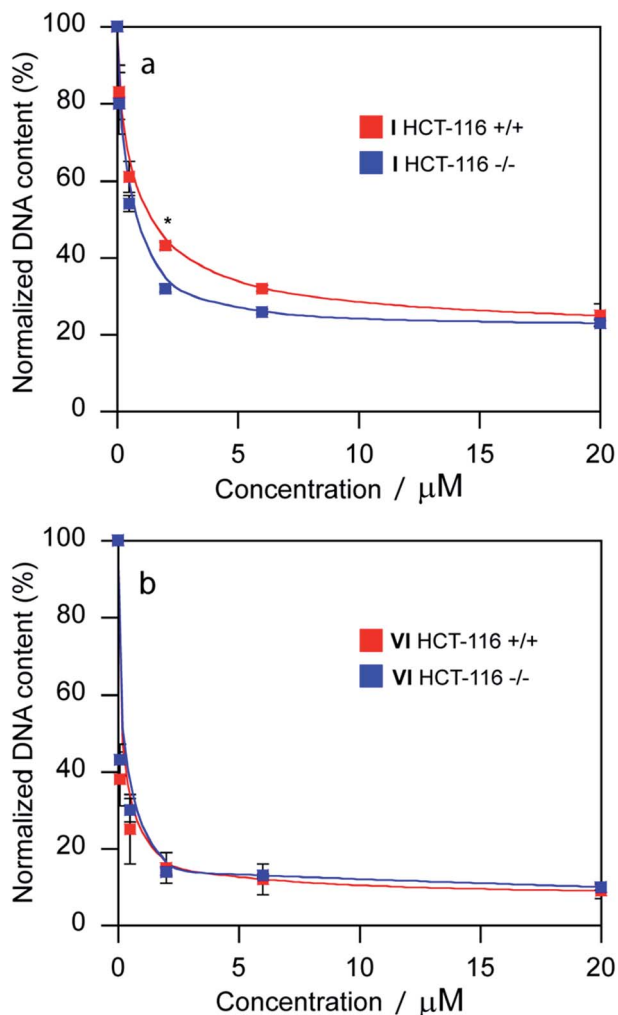 100
80
60
40
20
0
Normalized DNA content (%)
a
I HCT-116 +/+
I HCT-116 -/-
*
0
5
10
15
20
Concentration / μM
100
80
60
40
20
0
Normalized DNA content (%)
b
VI HCT-116 +/+
VI HCT-116 -/-
0
5
10
15
20
Concentration / μM